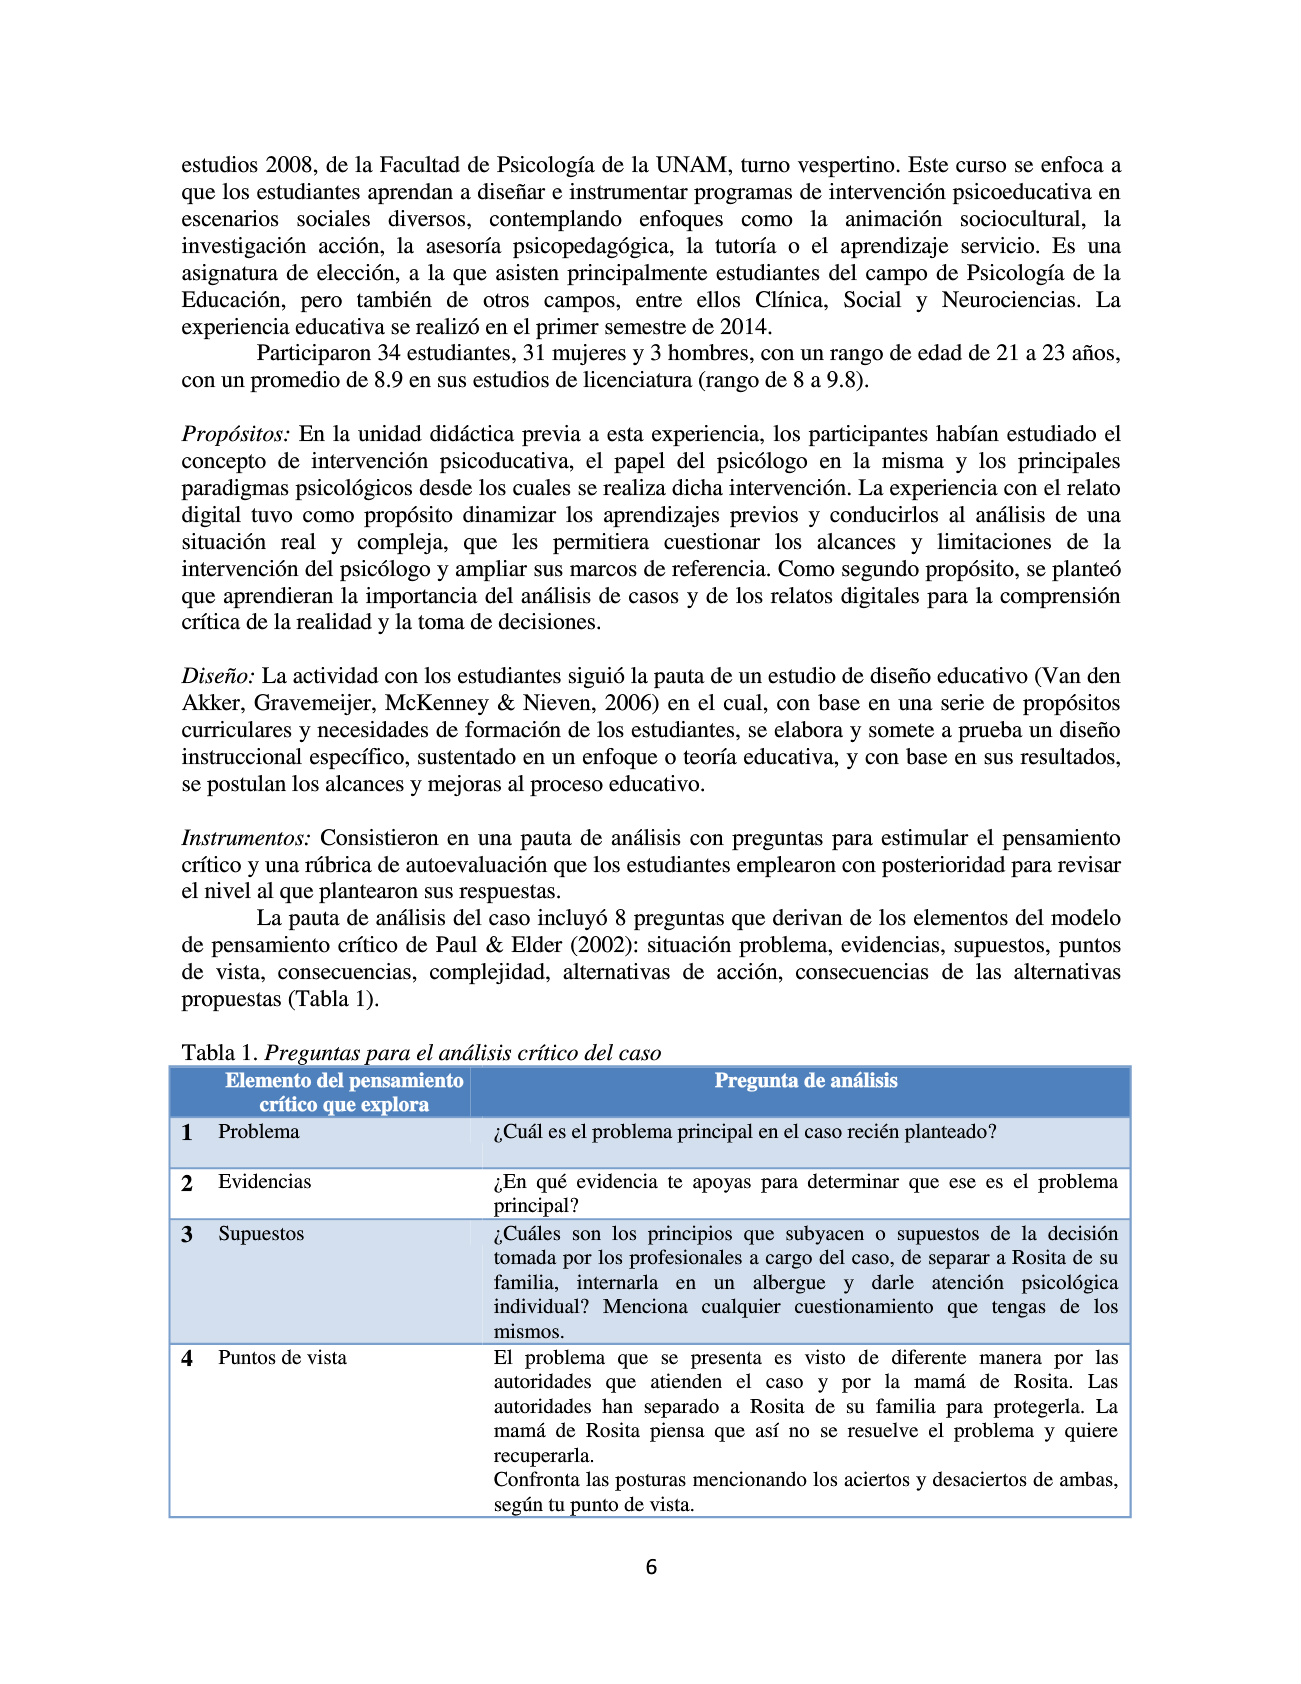 estudios 2008, de la Facultad de Psicología de la UNAM, turno vespertino. Este curso se enfoca a
que los estudiantes aprendan a diseñar e instrumentar programas de intervención psicoeducativa en
escenarios sociales diversos, contemplando enfoques como la animación sociocultural, la
investigación acción, la asesoría psicopedagógica, la tutoría o el aprendizaje servicio. Es una
asignatura de elección, a la que asisten principalmente estudiantes del campo de Psicología de la
Educación, pero también de otros campos, entre ellos Clínica, Social y Neurociencias. La
experiencia educativa se realizó en el primer semestre de 2014.
Participaron 34 estudiantes, 31 mujeres y 3 hombres, con un rango de edad de 21 a 23 años,
con un promedio de 8.9 en sus estudios de licenciatura (rango de 8 a 9.8).
Propósitos: En la unidad didáctica previa a esta experiencia, los participantes habían estudiado el
concepto de intervención psicoducativa, el papel del psicólogo en la misma y los principales
paradigmas psicológicos desde los cuales se realiza dicha intervención. La experiencia con el relato
digital tuvo como propósito dinamizar los aprendizajes previos y conducirlos al análisis de una
situación real y compleja, que les permitiera cuestionar los alcances y limitaciones de la
intervención del psicólogo y ampliar sus marcos de referencia. Como segundo propósito, se planteó
que aprendieran la importancia del análisis de casos y de los relatos digitales para la comprensión
crítica de la realidad y la toma de decisiones.
Diseño: La actividad con los estudiantes siguió la pauta de un estudio de diseño educativo (Van den
Akker, Gravemeijer, McKenney & Nieven, 2006) en el cual, con base en una serie de propósitos
curriculares y necesidades de formación de los estudiantes, se elabora y somete a prueba un diseño
instruccional específico, sustentado en un enfoque o teoría educativa, y con base en sus resultados,
se postulan los alcances y mejoras al proceso educativo.
Instrumentos: Consistieron en una pauta de análisis con preguntas para estimular el pensamiento
crítico y una rúbrica de autoevaluación que los estudiantes emplearon con posterioridad para revisar
el nivel al que plantearon sus respuestas.
La pauta de análisis del caso incluyó 8 preguntas que derivan de los elementos del modelo
de pensamiento crítico de Paul & Elder (2002): situación problema, evidencias, supuestos, puntos
de vista, consecuencias, complejidad, alternativas de acción, consecuencias de las alternativas
propuestas (Tabla 1).
Tabla 1. Preguntas para el análisis crítico del caso
Elemento del pensamiento
crítico que explora
Pregunta de análisis
1 Problema
¿Cuál es el problema principal en el caso recién planteado?
2 Evidencias
¿En qué evidencia te apoyas para determinar que ese es el problema
principal?
3 Supuestos
¿Cuáles son los principios que subyacen o supuestos de la decisión
tomada por los profesionales a cargo del caso, de separar a Rosita de su
familia, internarla en un albergue y darle atención psicológica
individual? Menciona cualquier cuestionamiento que tengas de los
mismos.
4 Puntos de vista
El problema que se presenta es visto de diferente manera por las
autoridades que atienden el caso y por la mamá de Rosita. Las
autoridades han separado a Rosita de su familia para protegerla. La
mamá de Rosita piensa que así no se resuelve el problema y quiere
recuperarla.
Confronta las posturas mencionando los aciertos y desaciertos de ambas,
según tu punto de vista.
6